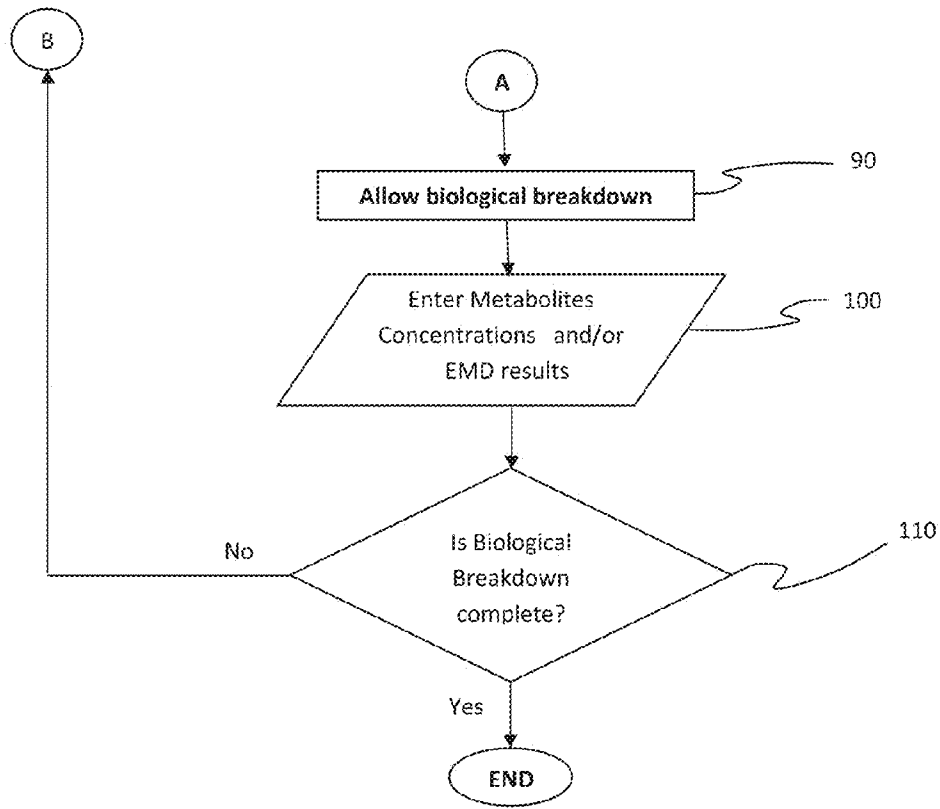 B
A
90
Allow biological breakdown
Enter Metabolites
100
Concentrations and/or
EMD results
110
No
Is Biological
Breakdown
complete?
Yes
END